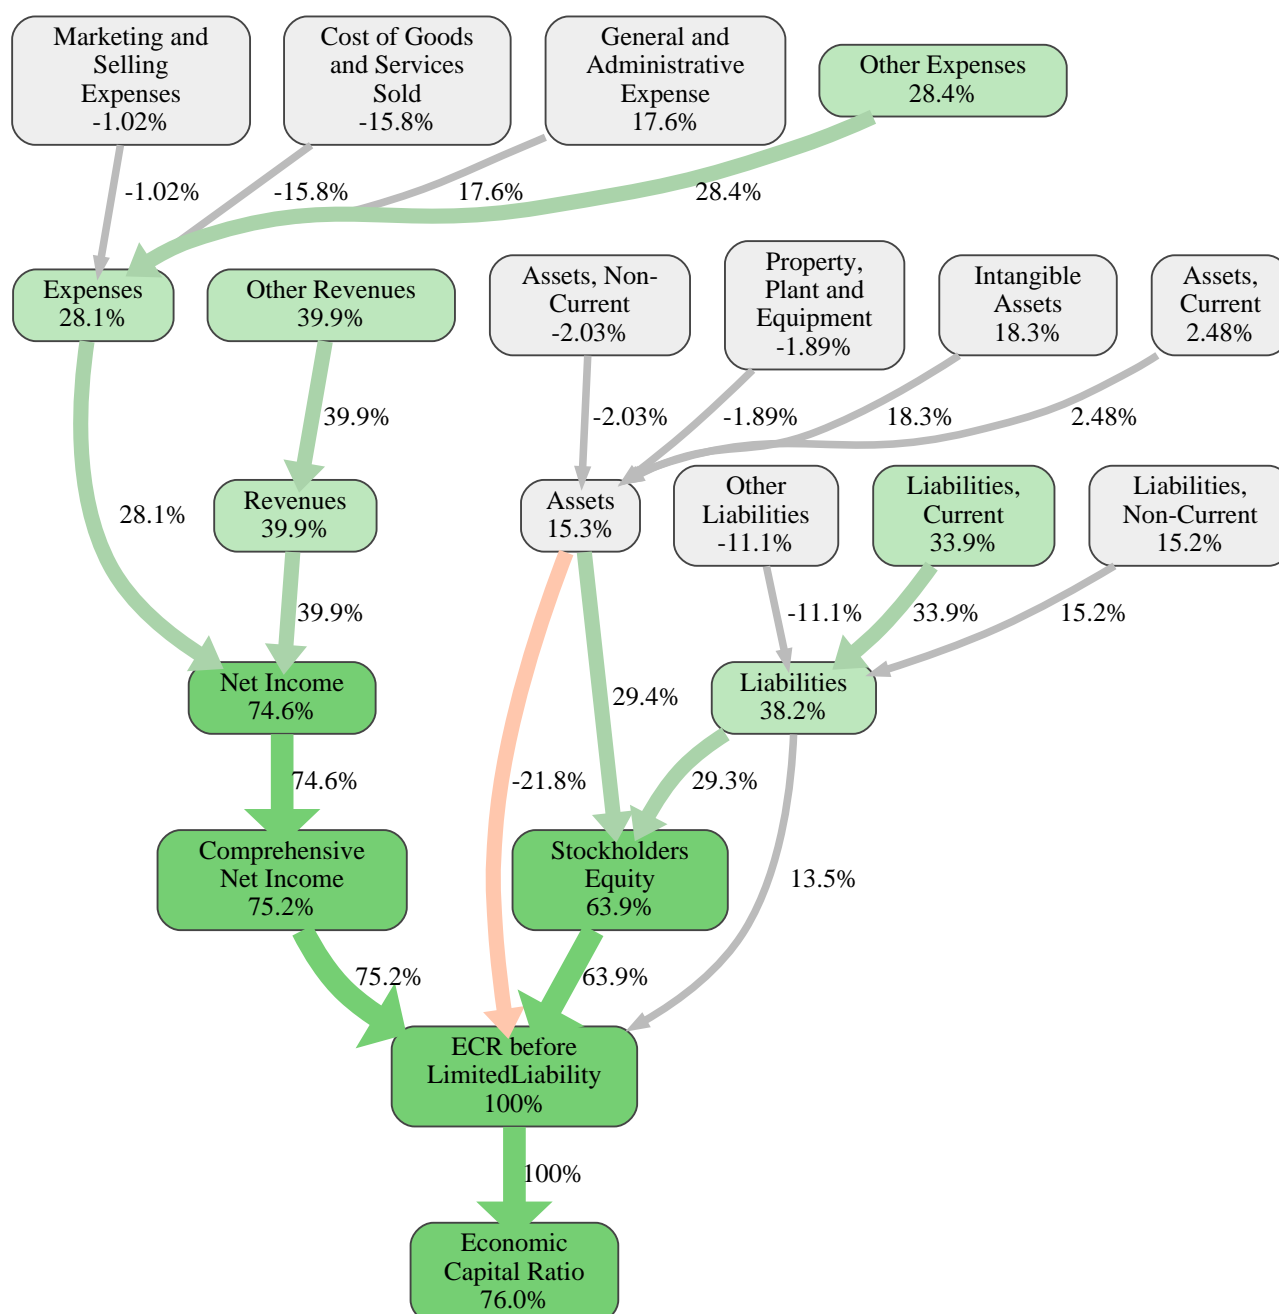 Marketing and
Selling
Expenses
-1.02%
Cost of Goods
and Services
Sold
-15.8%
General and
Administrative
Expense
17.6%
Other Expenses
28.4%
-1.02%
-15.8%
17.6%
28.4%
Expenses
28.1%
Other Revenues
39.9%
Assets, Non-
Current
-2.03%
Property,
Plant and
Equipment
-1.89%
Intangible
Assets
18.3%
Assets,
Current
2.48%
39.9%
-2.03%
-1.89%
18.3%
2.48%
28.1%
Revenues
39.9%
Assets
15.3%
Other
Liabilities
-11.1%
Liabilities,
Current
33.9%
Liabilities,
Non-Current
15.2%
39.9%
-11.1%
33.9%
15.2%
Net Income
74.6%
29.4%
Liabilities
38.2%
74.6%
-21.8%
29.3%
Comprehensive
Net Income
75.2%
Stockholders
Equity
63.9%
13.5%
75.2%
63.9%
ECR before
LimitedLiability
100%
100%
Economic
Capital Ratio
76.0%